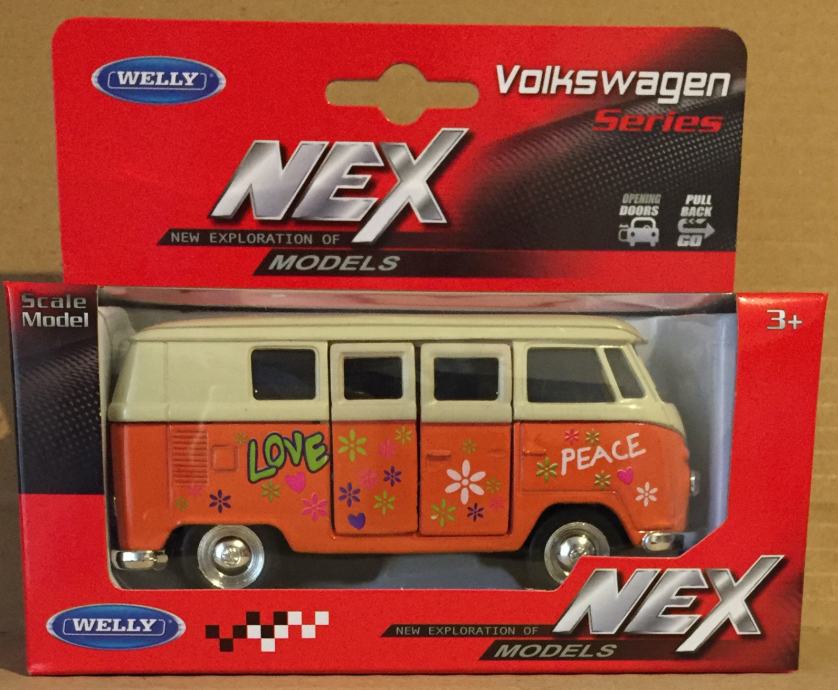 WELLY
Volkswagen
Series
NEX
NEW EXPLORATION OF
MODELS
OPENING
DOORS
PULL
BACK
GO
Scale
Model
3+
LOVE
PEACE
WELLY
NEX
NEW EXPLORATION OF
MODELS